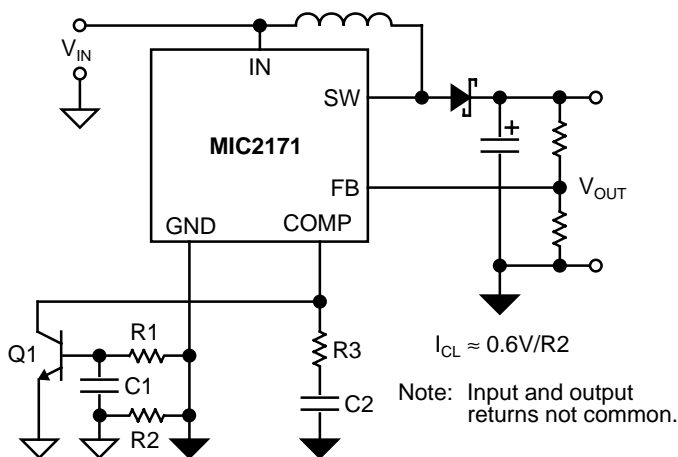 V_IN
IN
SW
MIC2171
FB
V_OUT
GND
COMP
Q1
R1
C1
R2
R3
C2
+
I_CL ≈ 0.6V/R2
Note: Input and output
returns not common.